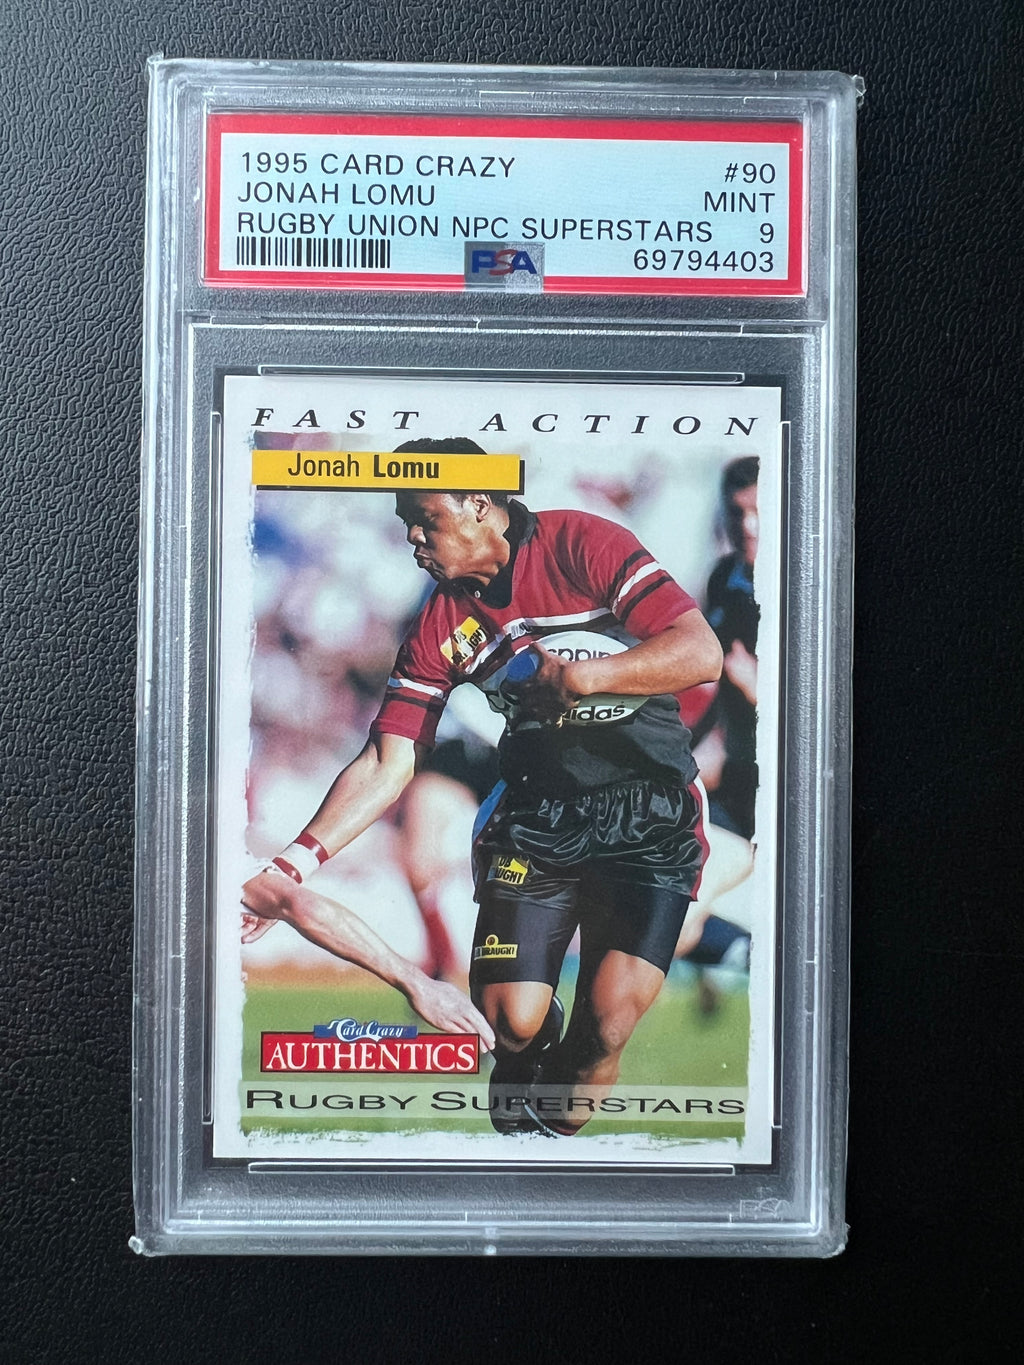 1995 CARD CRAZY #90
JONAH LOMU MINT
RUGBY UNION NPC SUPERSTARS 9
PSA 69794403
FAST ACTION
Jonah Lomu
adidas
DRAUGHT
Card Crazy
AUTHENTICS
RUGBY SUPERSTARS